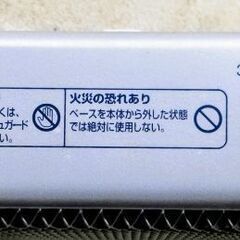 くは、
ュガード
火災の恐れあり
ベースを本体から外した状態
では絶対に使用しない。